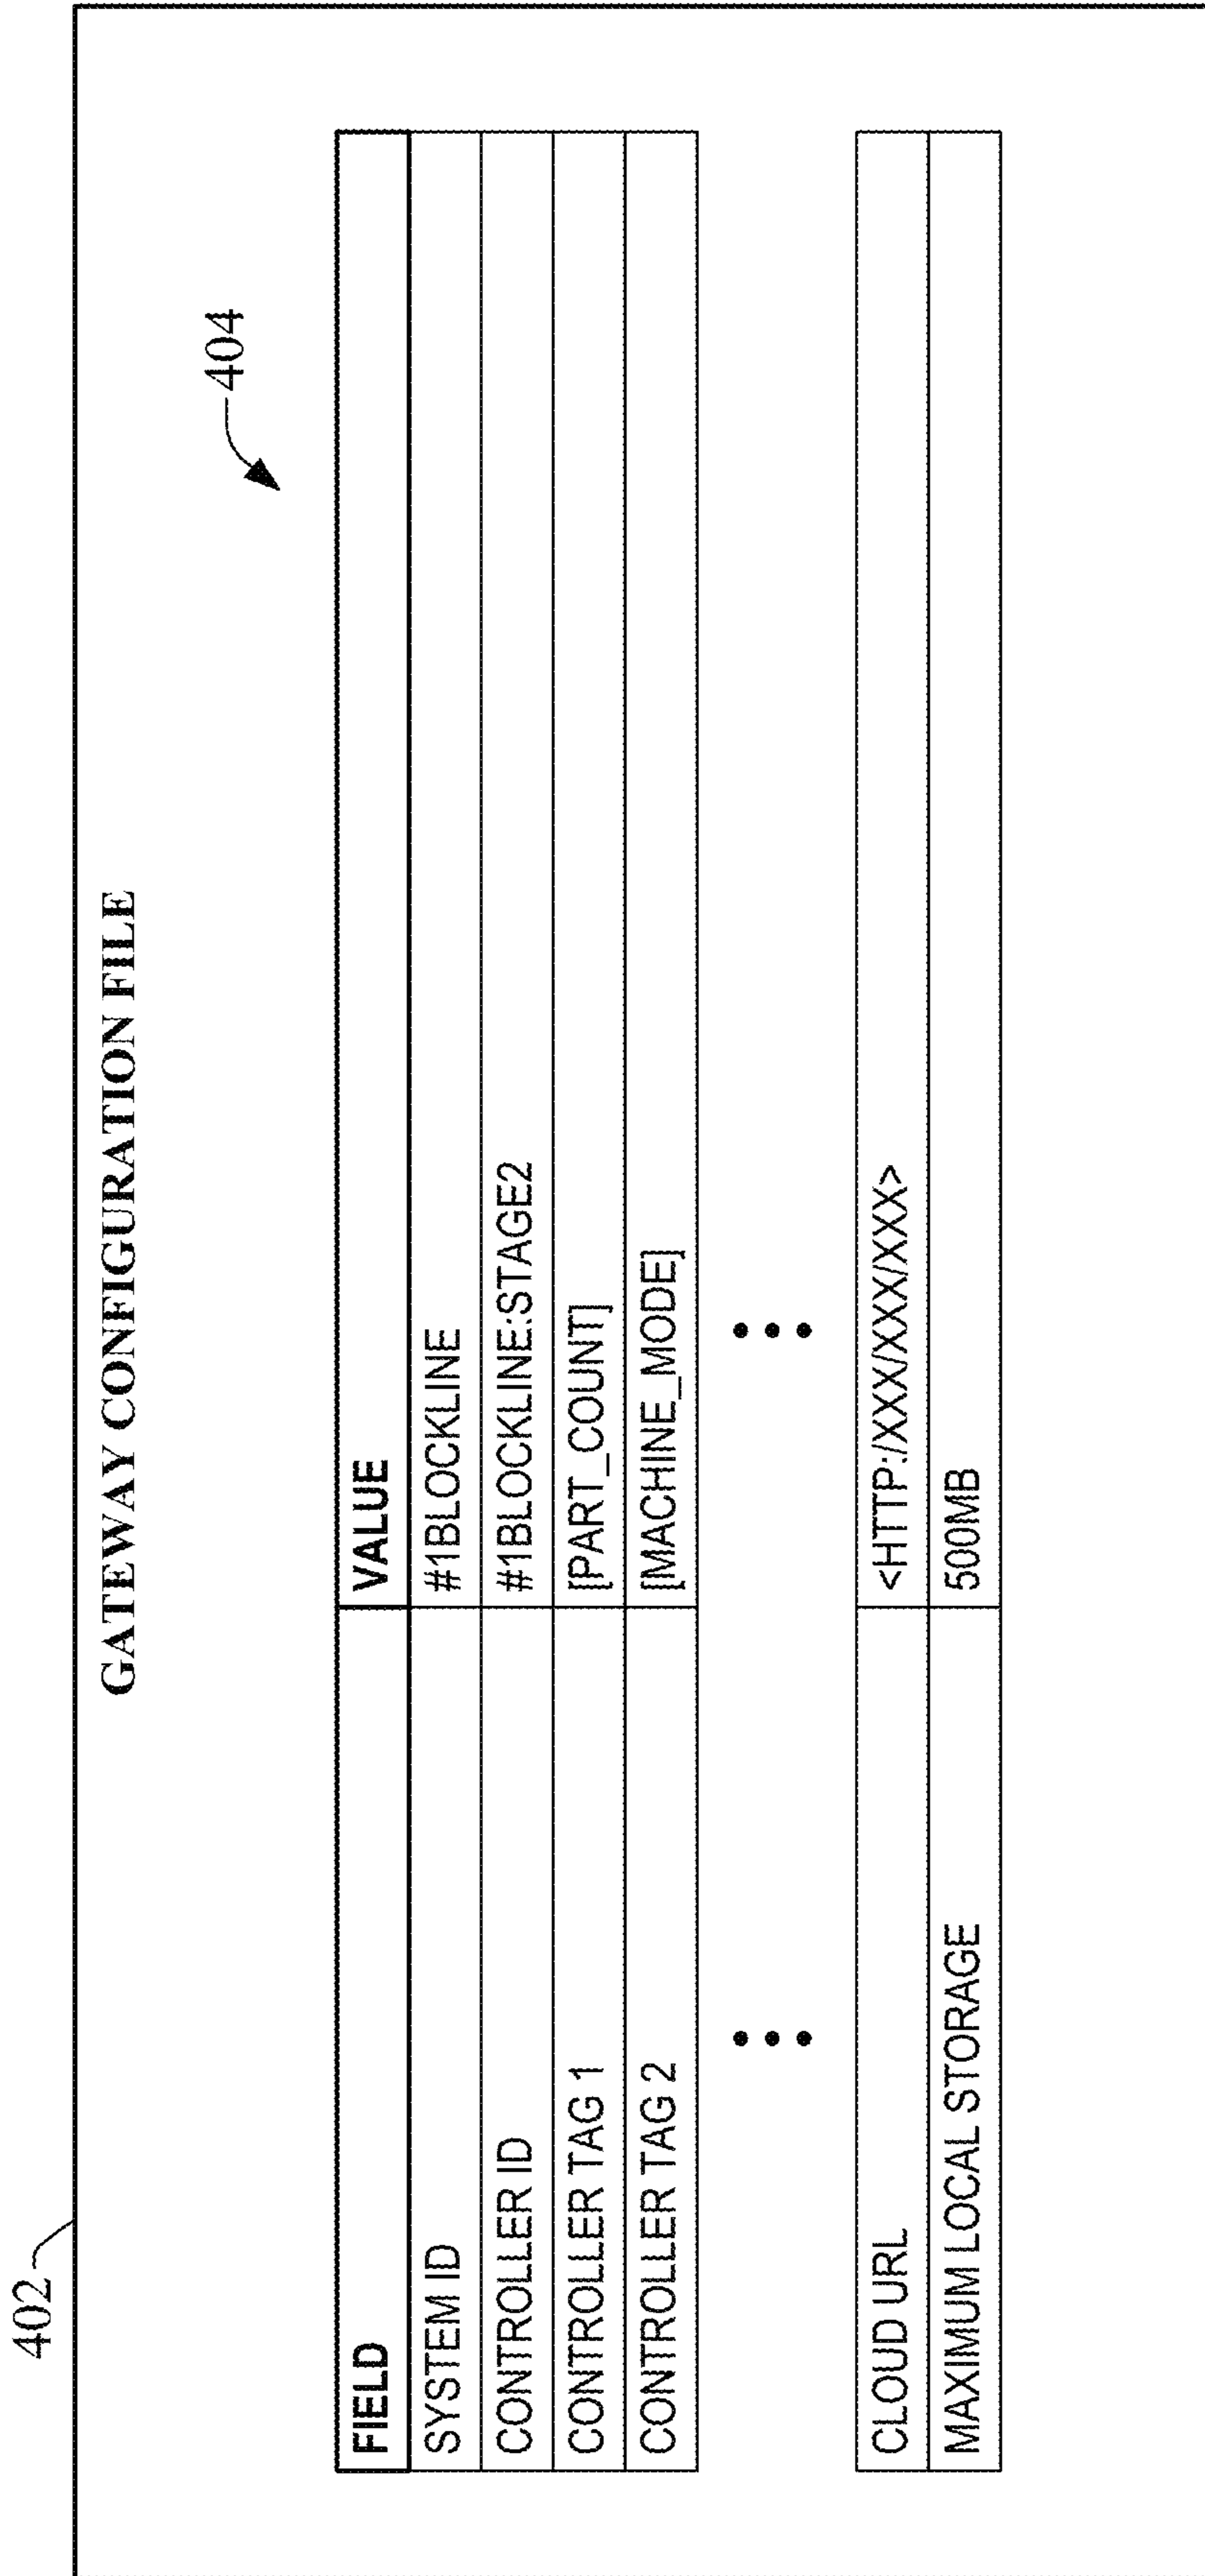 402
GATEWAY CONFIGURATION FILE
404
FIELD VALUE
SYSTEM ID #1BLOCKLINE
CONTROLLER ID #1BLOCKLINE:STAGE2
CONTROLLER TAG 1 [PART_COUNT]
CONTROLLER TAG 2 [MACHINE_MODE]
CLOUD URL <HTTP://XXX/XXX/XXX>
MAXIMUM LOCAL STORAGE 500MB